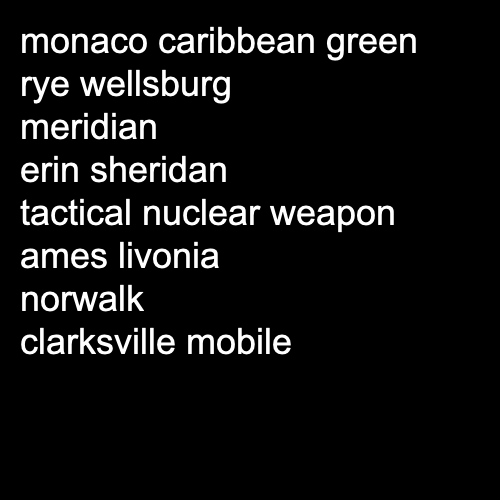 monaco caribbean green
rye wellsburg
meridian
erin sheridan
tactical nuclear weapon
ames livonia
norwalk
clarksville mobile